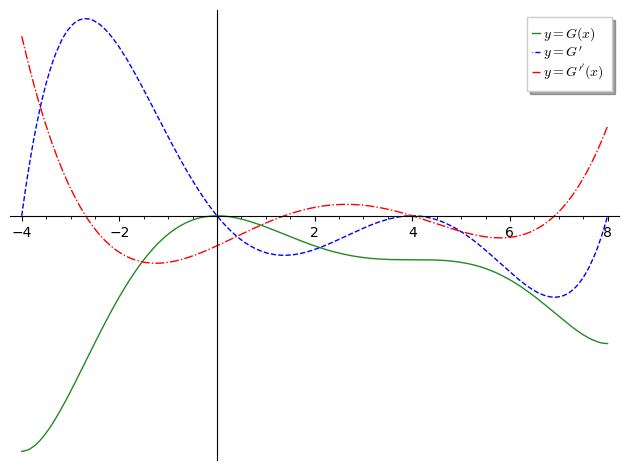 y = G(x)
y = G ′
y = G ′′(x)
−4 −2 2 4 6 8